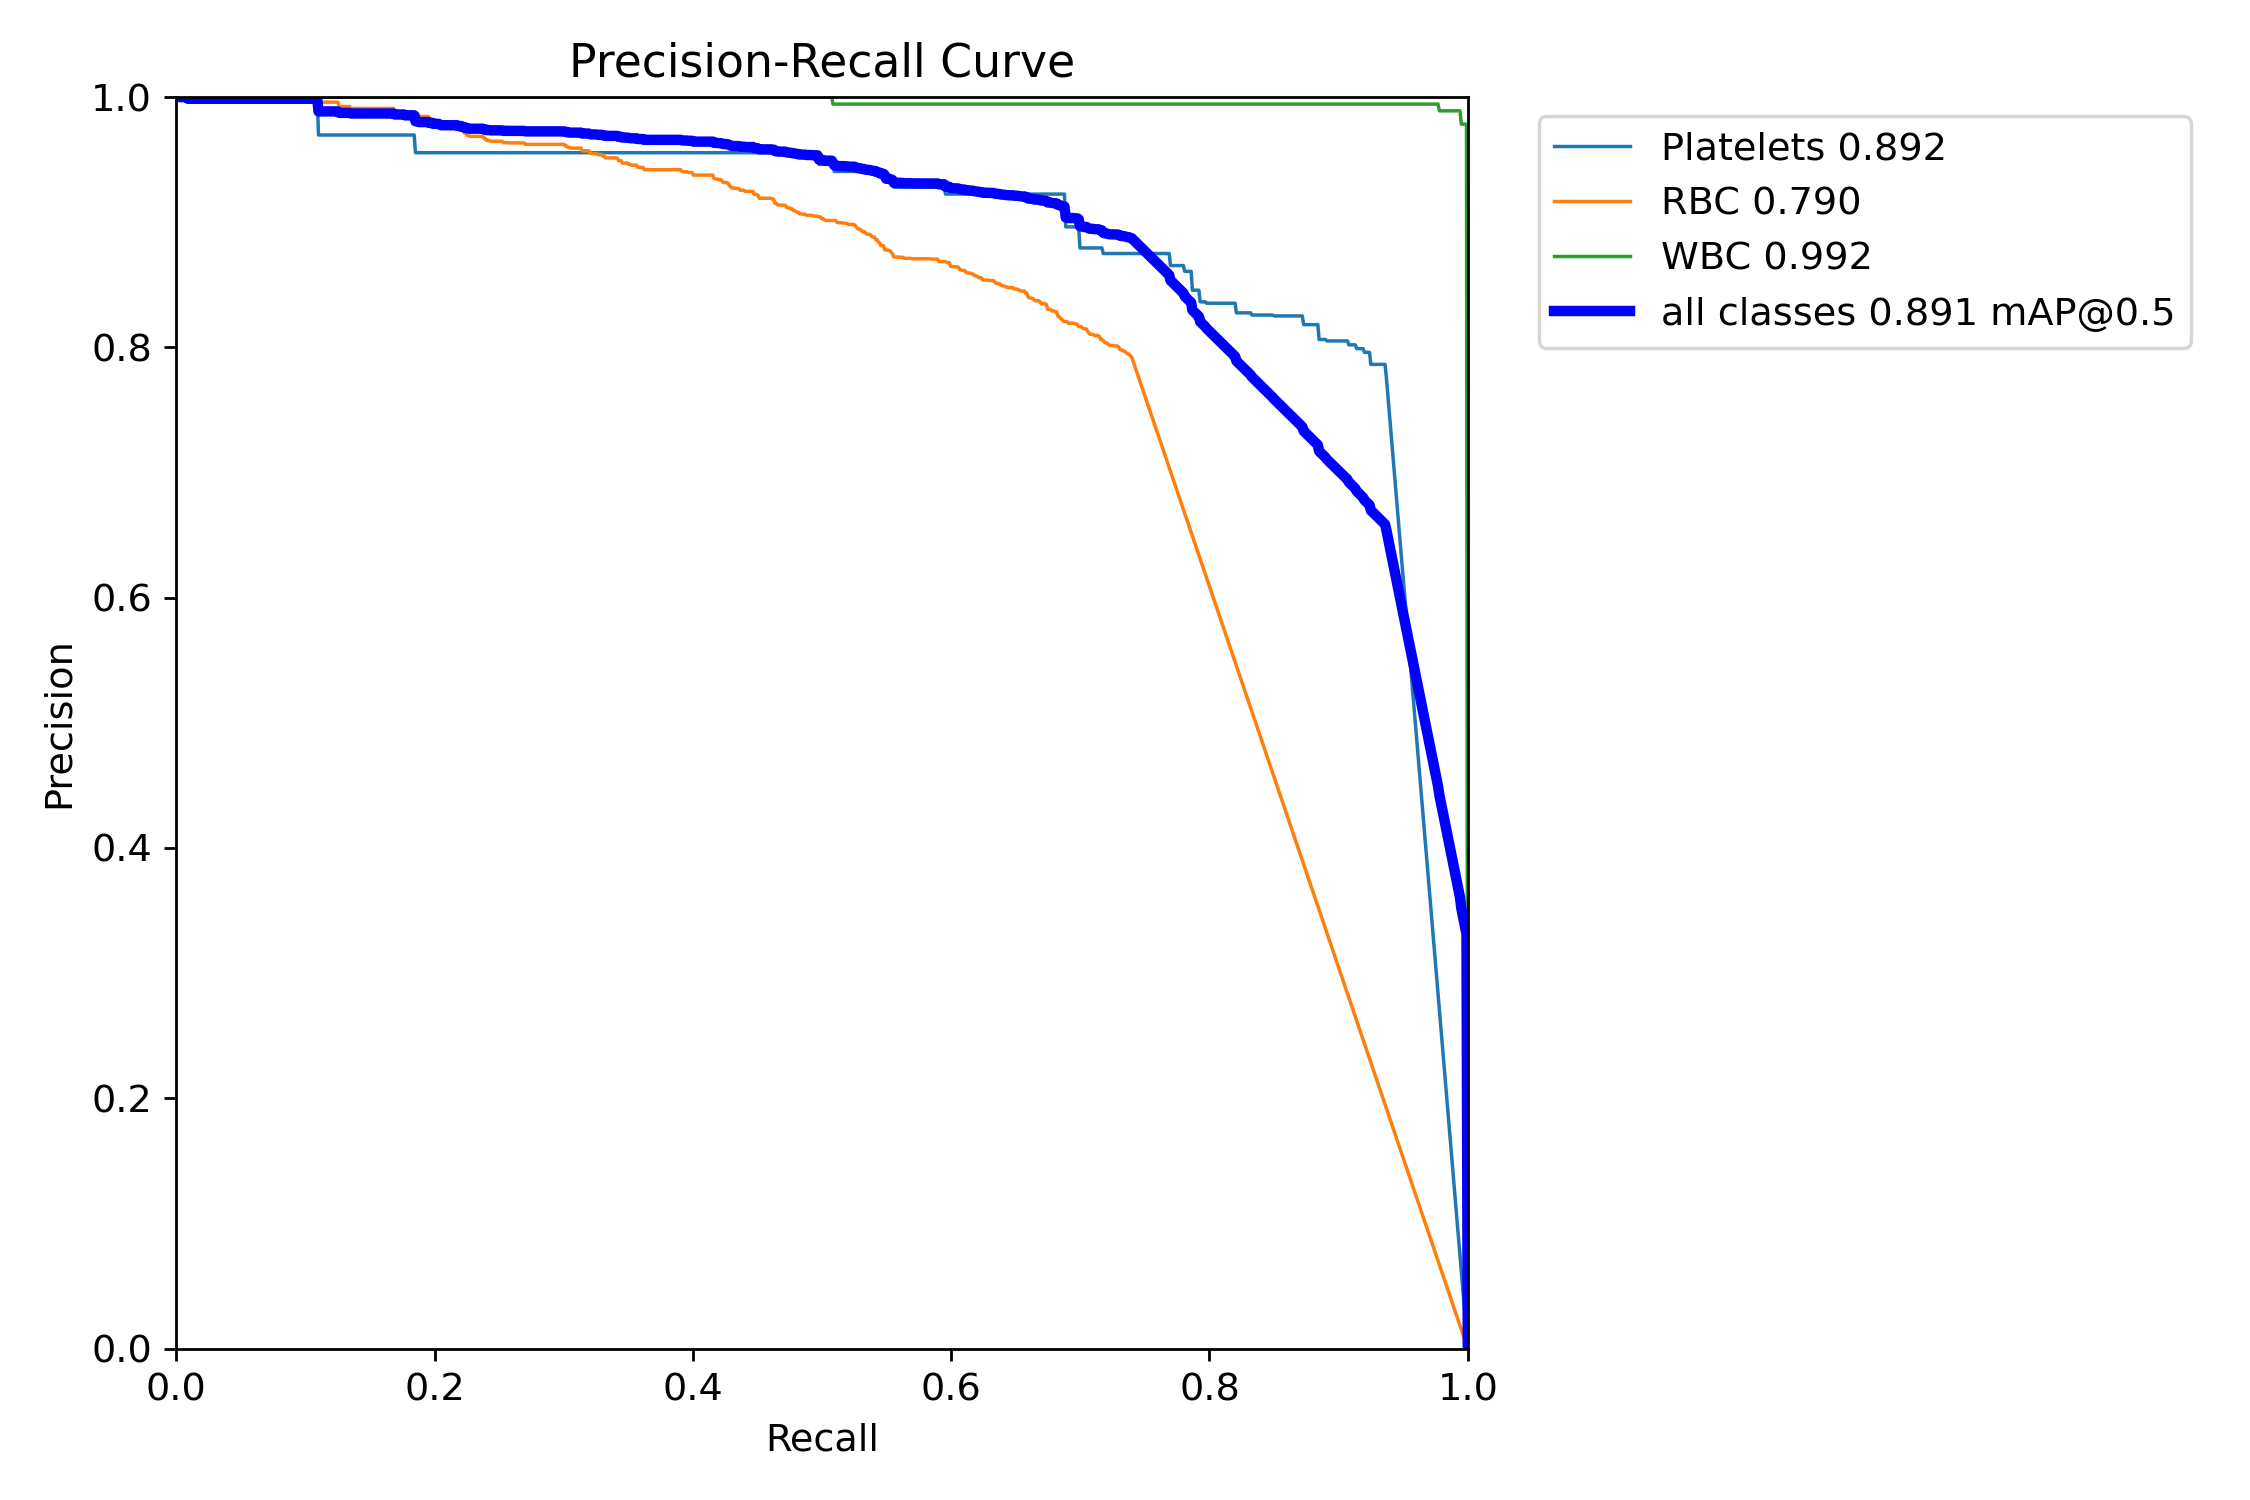 Precision-Recall Curve
1.0
0.8
0.6
0.4
0.2
0.0
Precision
0.0 0.2 0.4 0.6 0.8 1.0
Recall
Platelets 0.892
RBC 0.790
WBC 0.992
all classes 0.891 mAP@0.5